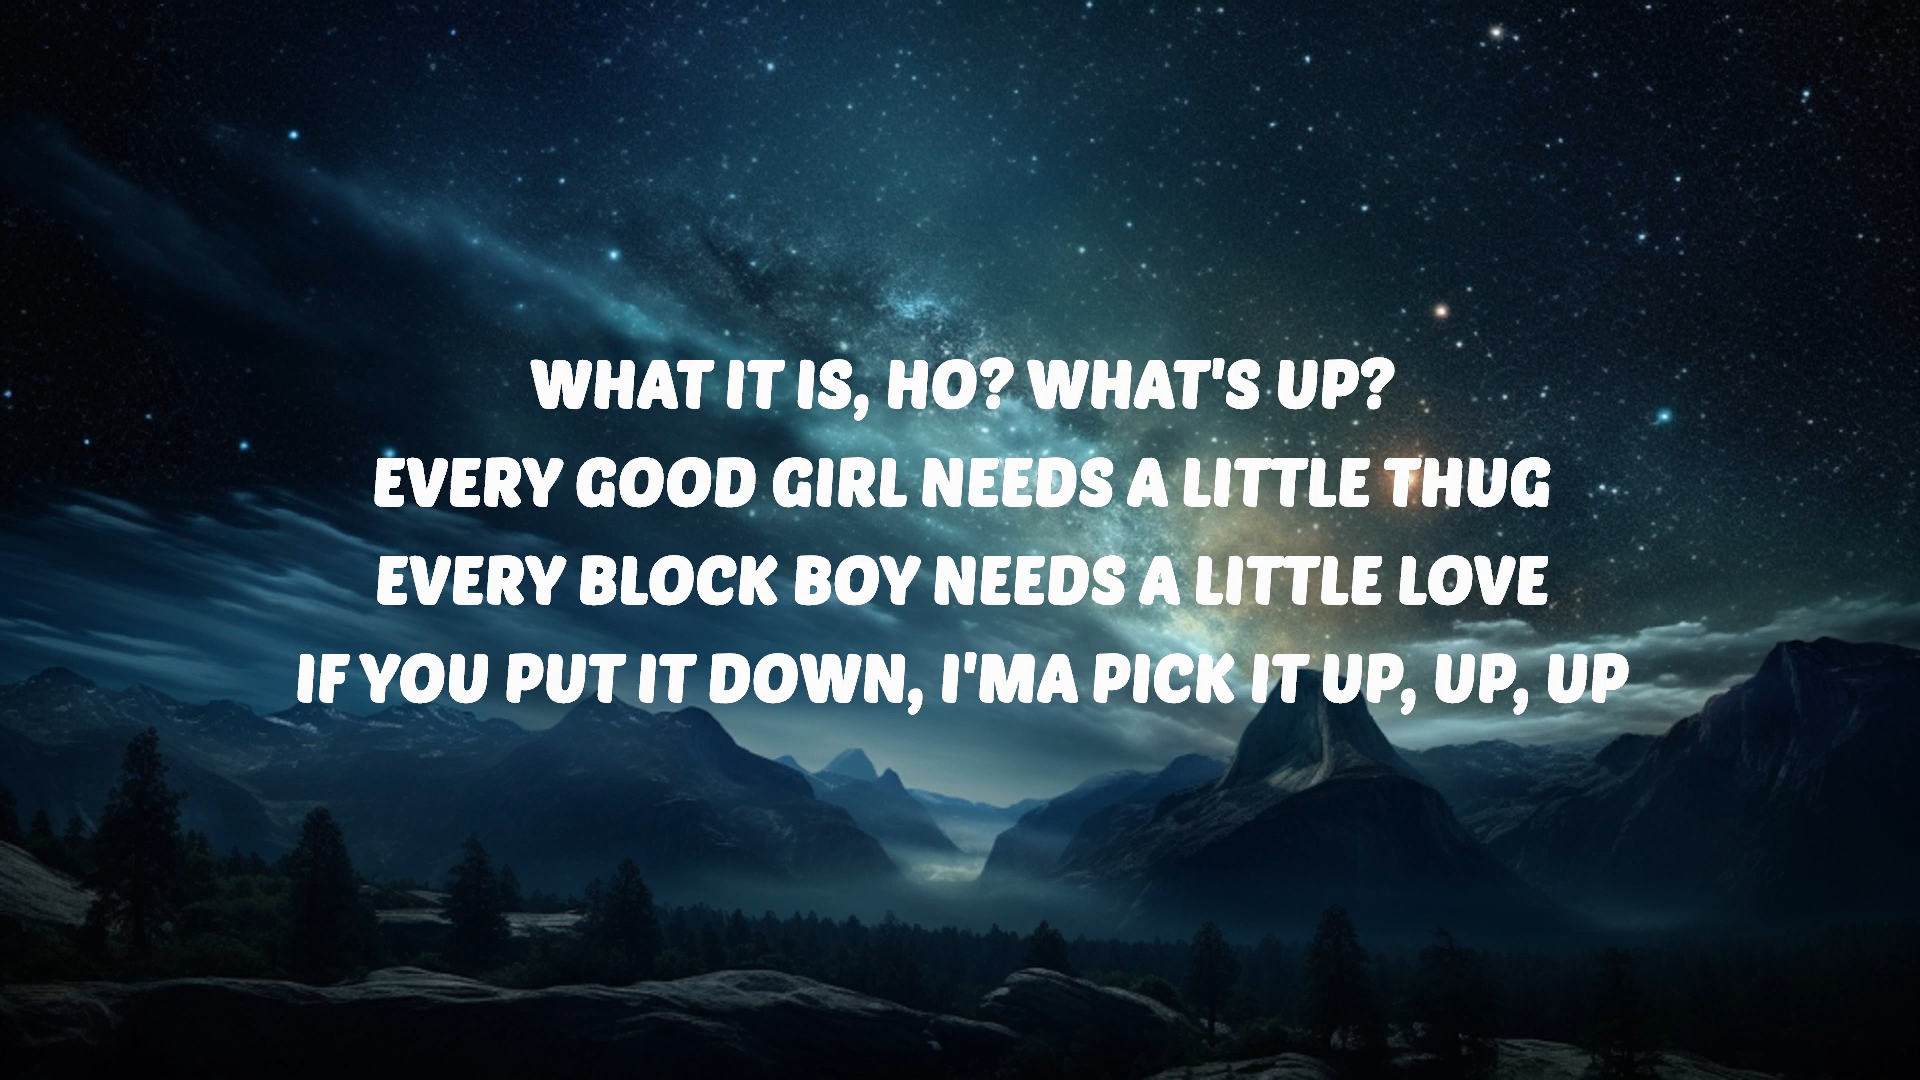 WHAT IT IS, HO? WHAT'S UP?
EVERY GOOD GIRL NEEDS A LITTLE THUG
EVERY BLOCK BOY NEEDS A LITTLE LOVE
IF YOU PUT IT DOWN, I'MA PICK IT UP, UP, UP